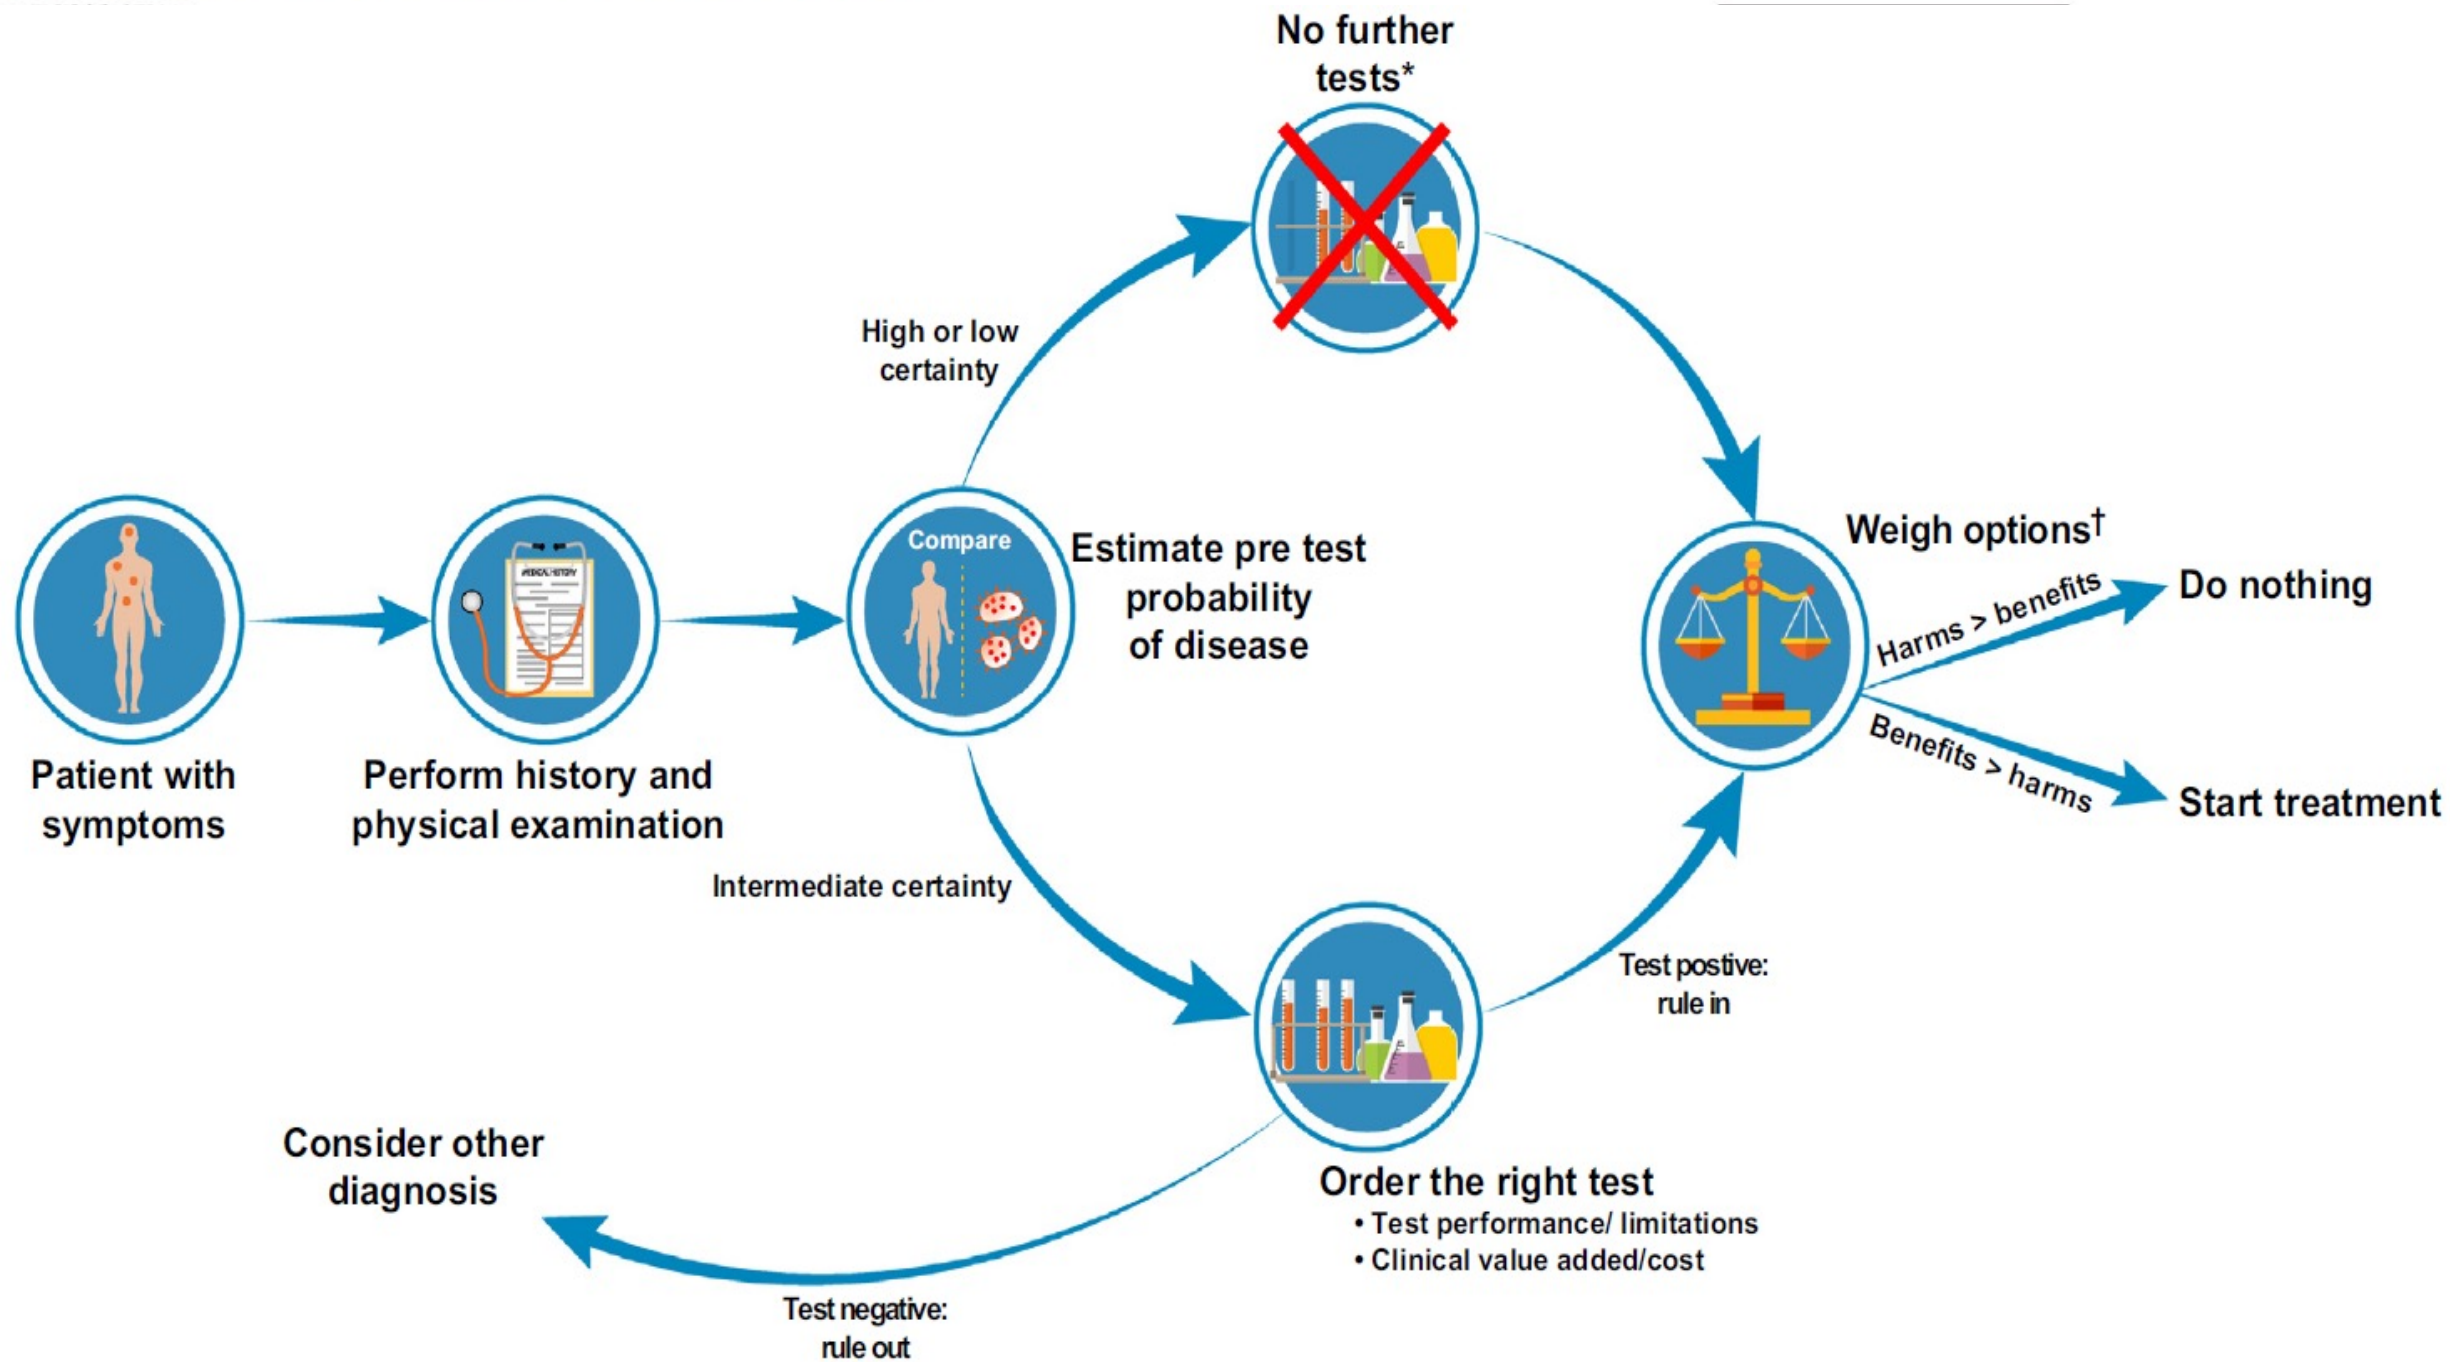 No further
tests*
High or low
certainty
Compare
Estimate pre test
probability
of disease
MEDICAL HISTORY
Patient with
symptoms
Perform history and
physical examination
Intermediate certainty
Weigh options†
Harms > benefits
Do nothing
Benefits > harms
Start treatment
Test postive:
rule in
Order the right test
• Test performance/ limitations
• Clinical value added/cost
Consider other
diagnosis
Test negative:
rule out